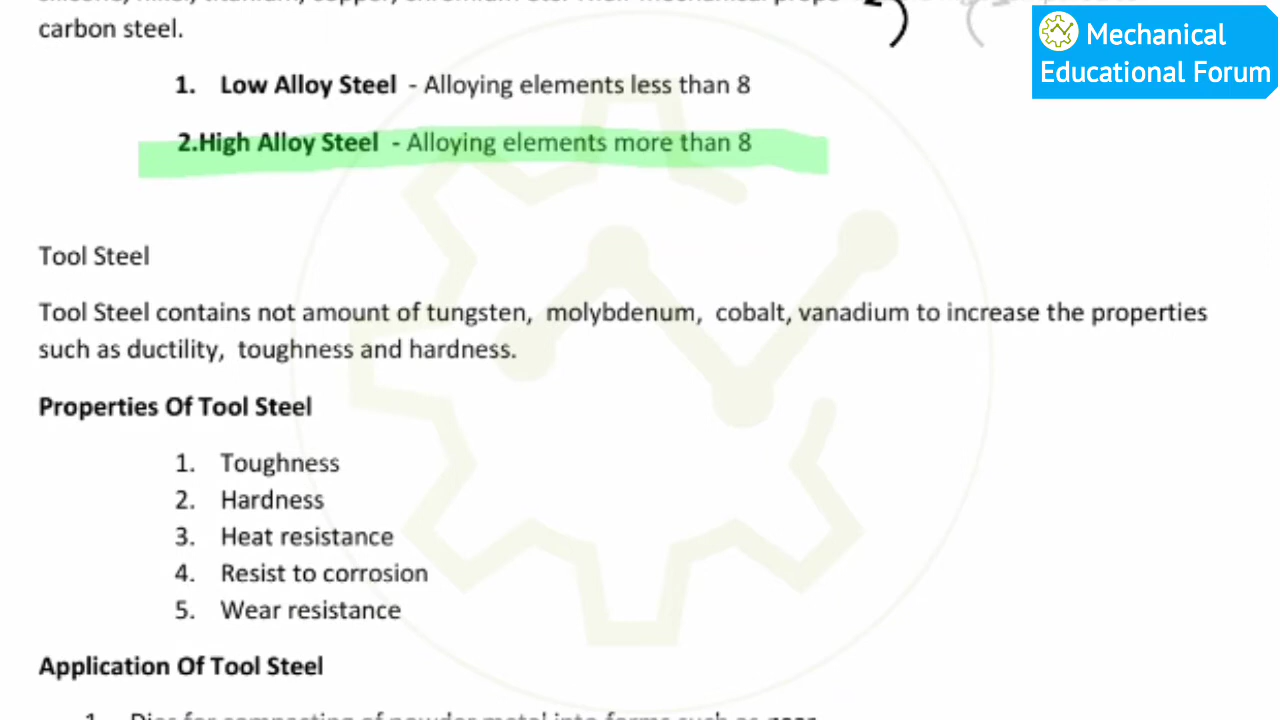 carbon steel.
Mechanical
Educational Forum
1. Low Alloy Steel - Alloying elements less than 8
2.High Alloy Steel - Alloying elements more than 8
Tool Steel
Tool Steel contains not amount of tungsten, molybdenum, cobalt, vanadium to increase the properties
such as ductility, toughness and hardness.
Properties Of Tool Steel
1. Toughness
2. Hardness
3. Heat resistance
4. Resist to corrosion
5. Wear resistance
Application Of Tool Steel